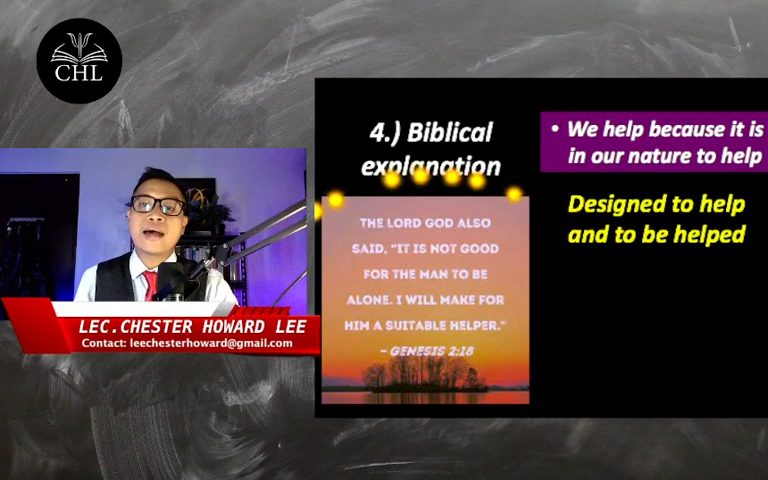 CHL
LEC.CHESTER HOWARD LEE
Contact: leechesterhoward@gmail.com
4.) Biblical
explanation
THE LORD GOD ALSO
SAID, "IT IS NOT GOOD
FOR THE MAN TO BE
ALONE. I WILL MAKE FOR
HIM A SUITABLE HELPER."
– GENESIS 2:18
• We help because it is
in our nature to help
Designed to help
and to be helped